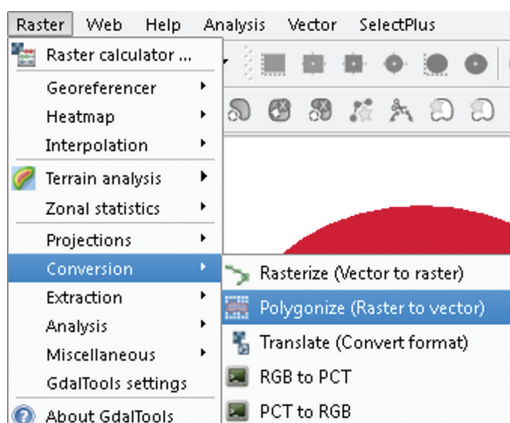 Raster Web Help Analysis Vector SelectPlus
Raster calculator ...
Georeferencer
Heatmap
Interpolation
Terrain analysis
Zonal statistics
Projections
Conversion
Extraction
Analysis
Miscellaneous
GdalTools settings
About GdalTools
Rasterize (Vector to raster)
Polygonize (Raster to vector)
Translate (Convert format)
RGB to PCT
PCT to RGB